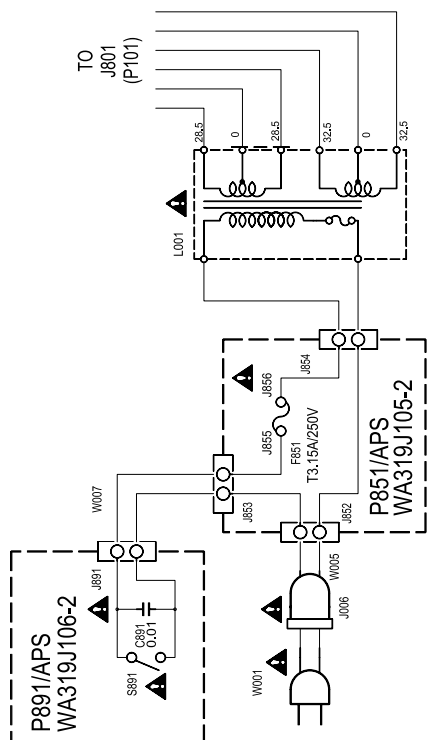 TO
J801
(P101)
28.5
0
28.5
32.5
0
32.5
L001
J854
J856
J855
F851
T3.15A/250V
P851/APS
WA319J105-2
W007
J853
J852
W005
J006
W001
J891
C891
0.01
S891
P891/APS
WA319J106-2